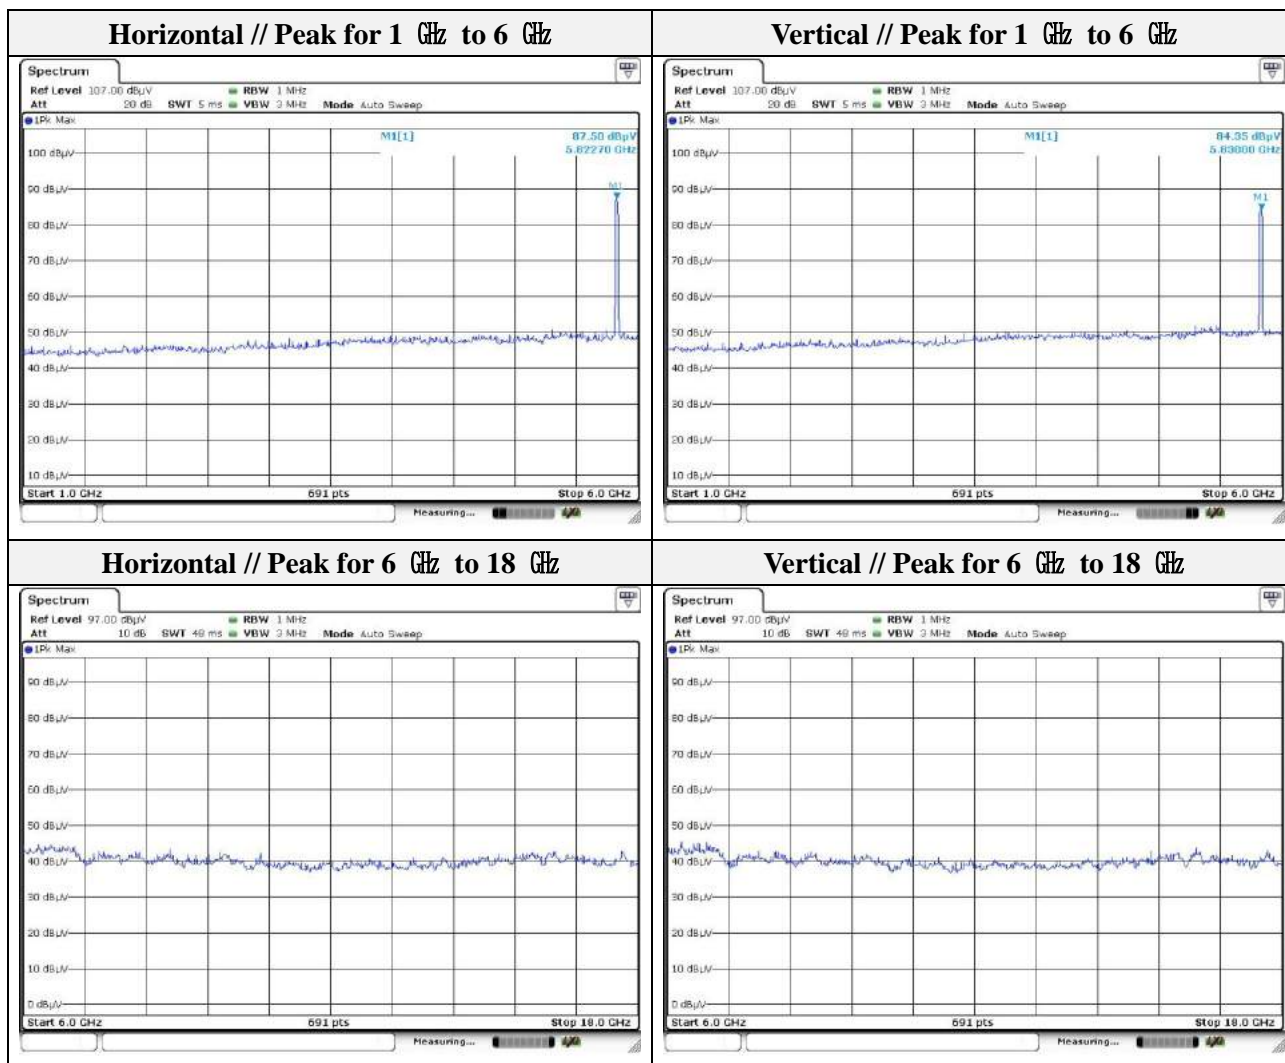 Horizontal // Peak for 1 ㎓ to 6 ㎓
Vertical // Peak for 1 ㎓ to 6 ㎓
Spectrum
Ref Level 107.00 dBµV RBW 1 MHz
Att 20 dB SWT 5 ms VBW 3 MHz Mode Auto Sweep
1Pk Max
M1[1] 87.50 dBµV
5.82270 GHz
M1
100 dBµV
90 dBµV
80 dBµV
70 dBµV
60 dBµV
50 dBµV
40 dBµV
30 dBµV
20 dBµV
10 dBµV
Start 1.0 GHz 691 pts Stop 6.0 GHz
Measuring...
Spectrum
Ref Level 107.00 dBµV RBW 1 MHz
Att 20 dB SWT 5 ms VBW 3 MHz Mode Auto Sweep
1Pk Max
M1[1] 84.35 dBµV
5.83000 GHz
M1
100 dBµV
90 dBµV
80 dBµV
70 dBµV
60 dBµV
50 dBµV
40 dBµV
30 dBµV
20 dBµV
10 dBµV
Start 1.0 GHz 691 pts Stop 6.0 GHz
Measuring...
Horizontal // Peak for 6 ㎓ to 18 ㎓
Vertical // Peak for 6 ㎓ to 18 ㎓
Spectrum
Ref Level 97.00 dBµV RBW 1 MHz
Att 10 dB SWT 48 ms VBW 3 MHz Mode Auto Sweep
1Pk Max
90 dBµV
80 dBµV
70 dBµV
60 dBµV
50 dBµV
40 dBµV
30 dBµV
20 dBµV
10 dBµV
0 dBµV
Start 6.0 GHz 691 pts Stop 18.0 GHz
Measuring...
Spectrum
Ref Level 97.00 dBµV RBW 1 MHz
Att 10 dB SWT 48 ms VBW 3 MHz Mode Auto Sweep
1Pk Max
90 dBµV
80 dBµV
70 dBµV
60 dBµV
50 dBµV
40 dBµV
30 dBµV
20 dBµV
10 dBµV
0 dBµV
Start 6.0 GHz 691 pts Stop 18.0 GHz
Measuring...